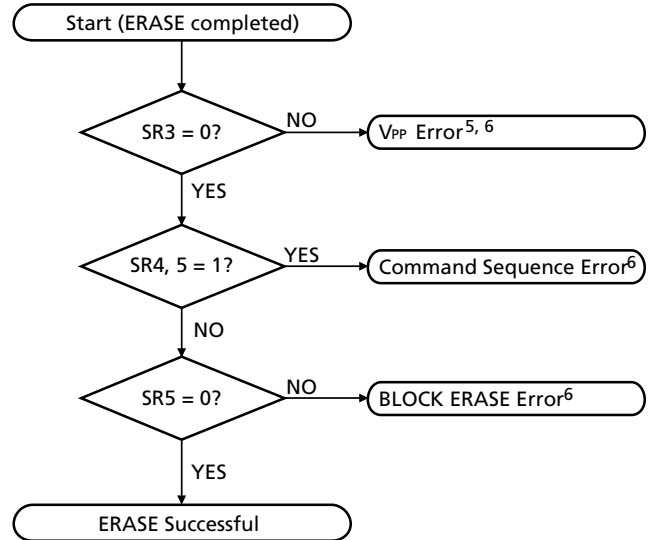 Start (ERASE completed)
SR3 = 0?
NO
VPP Error5, 6
YES
SR4, 5 = 1?
YES
Command Sequence Error6
NO
SR5 = 0?
NO
BLOCK ERASE Error6
YES
ERASE Successful